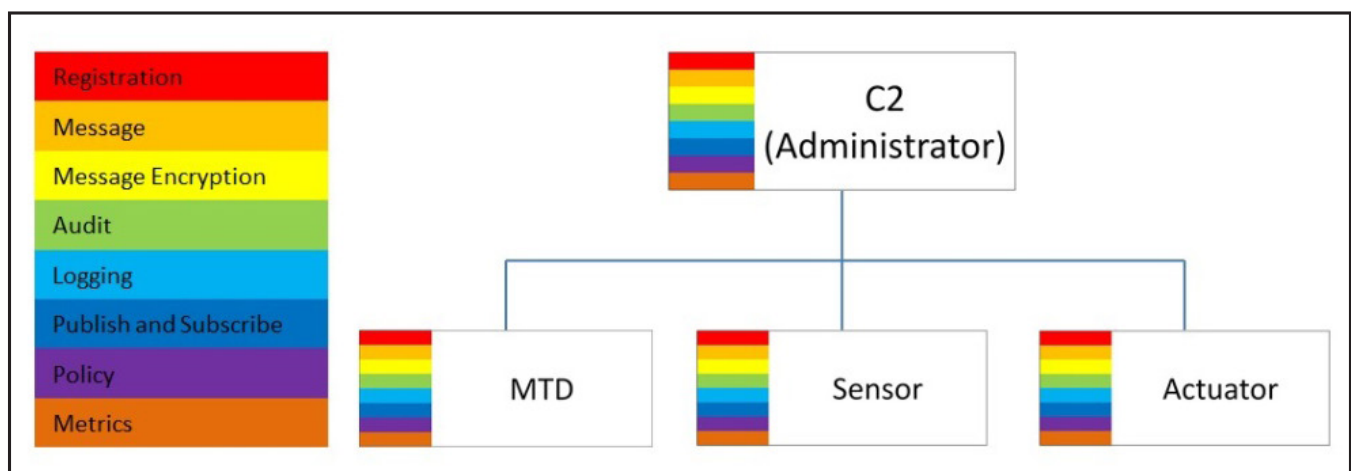 Registration
Message
Message Encryption
Audit
Logging
Publish and Subscribe
Policy
Metrics
C2
(Administrator)
MTD
Sensor
Actuator